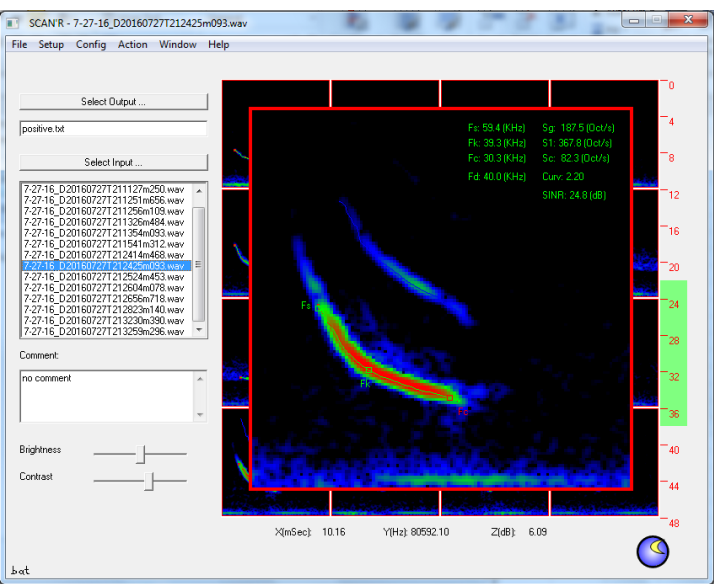 SCAN'R - 7-27-16_D20160727T212425m093.wav
File Setup Config Action Window Help
Select Output ...
positive.txt
Select Input ...
7-27-16_D20160727T211127m250.wav
7-27-16_D20160727T211251m656.wav
7-27-16_D20160727T211256m109.wav
7-27-16_D20160727T211326m484.wav
7-27-16_D20160727T211354m093.wav
7-27-16_D20160727T211541m312.wav
7-27-16_D20160727T212414m468.wav
7-27-16_D20160727T212425m093.wav
7-27-16_D20160727T212524m453.wav
7-27-16_D20160727T212604m078.wav
7-27-16_D20160727T212656m718.wav
7-27-16_D20160727T212823m140.wav
7-27-16_D20160727T213230m390.wav
7-27-16_D20160727T213259m296.wav
Comment:
no comment
Brightness
Contrast
bat
Fs: 59.4 (KHz) Sg: 187.5 (Oct/s)
Fk: 39.3 (KHz) S1: 367.8 (Oct/s)
Fc: 30.3 (KHz) Sc: 82.3 (Oct/s)
Fd: 40.0 (KHz) Curv: 2.20
SINR: 24.8 (dB)
Fs
Fk
Fc
0
4
8
12
16
20
24
28
32
36
40
44
48
X(mSec): 10.16 Y(Hz): 80592.10 Z(dB): 6.09